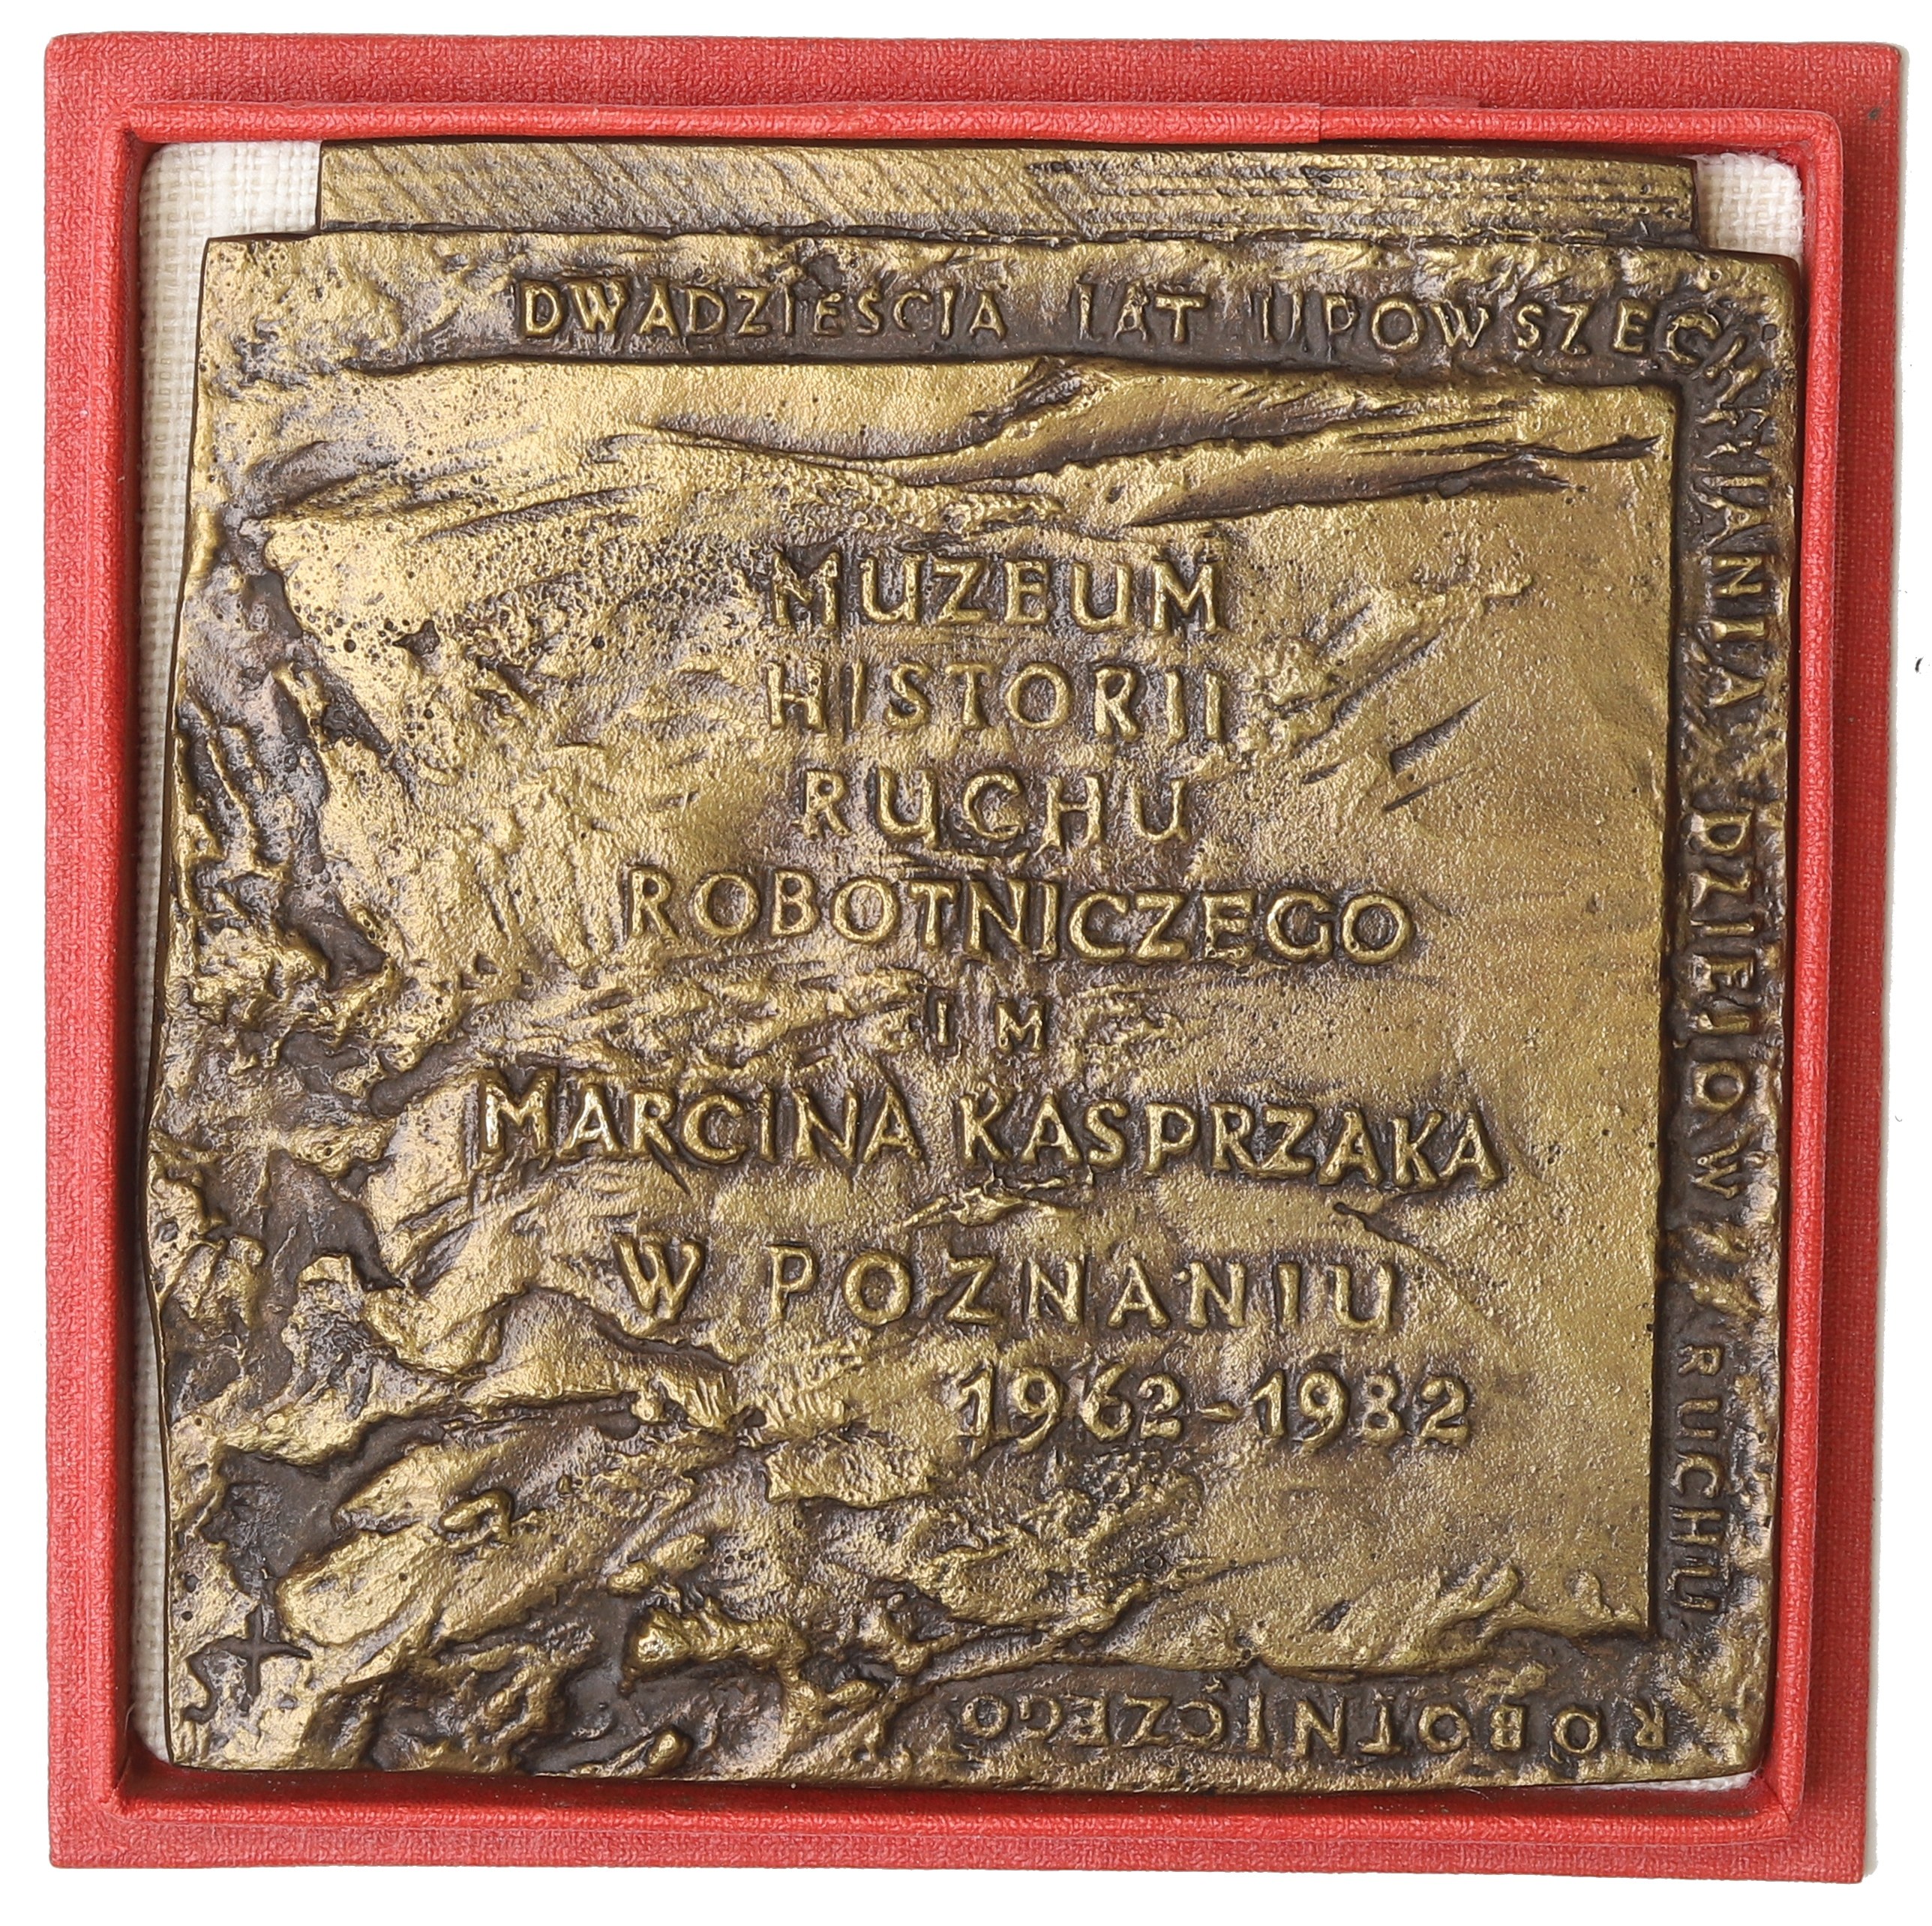 DWADZIEŚCIA LAT UPOWSZECHNIANIA DZIEJÓW RUCHU ROBOTNICZEGO
MUZEUM
HISTORII
RUCHU
ROBOTNICZEGO
IM
MARCINA KASPRZAKA
W POZNANIU
1962-1982